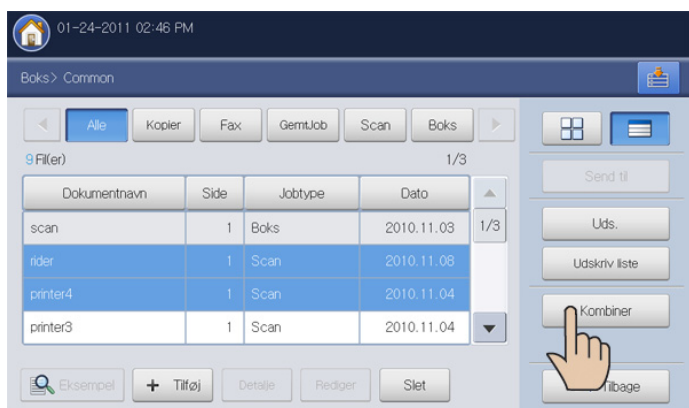 01-24-2011 02:46 PM
Boks> Common
Alle Kopier Fax GemtJob Scan Boks
9 Fil(er) 1/3
Dokumentnavn Side Jobtype Dato
scan 1 Boks 2010.11.03 1/3
rider 1 Scan 2010.11.08
printer4 1 Scan 2010.11.04
printer3 1 Scan 2010.11.04
Eksempel + Tilføj Detalje Rediger Slet
Send til
Uds.
Udskriv liste
Kombiner
Tilbage